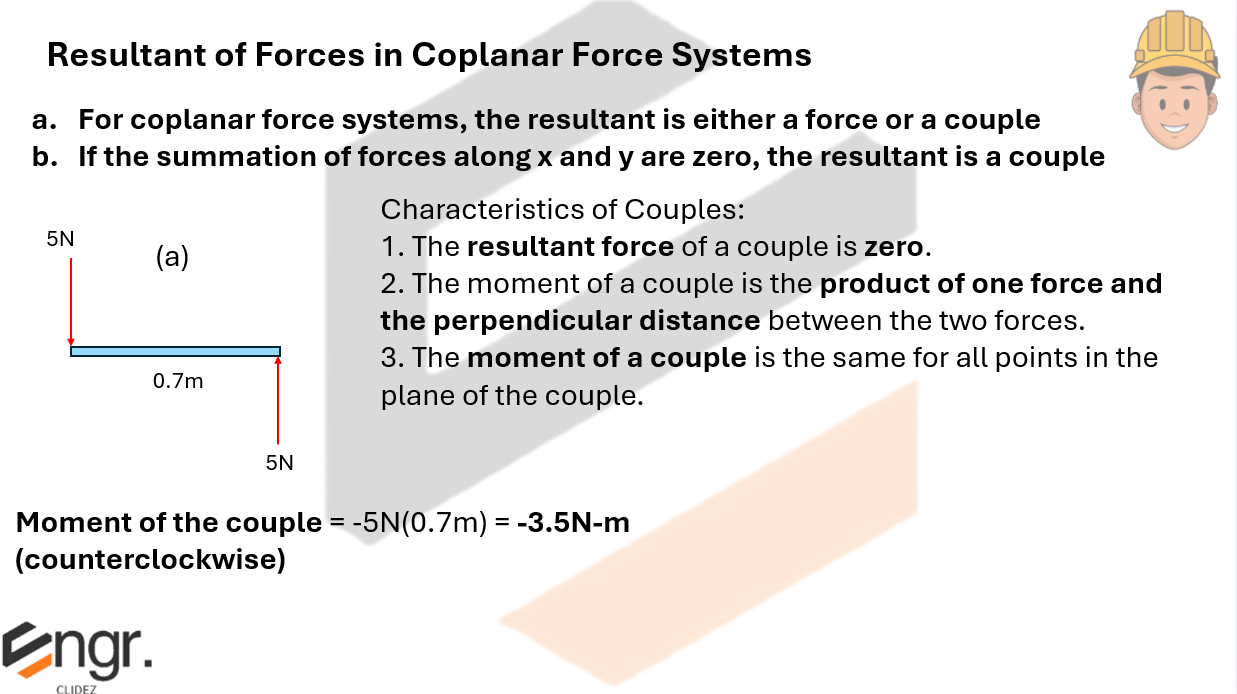 Resultant of Forces in Coplanar Force Systems
a. For coplanar force systems, the resultant is either a force or a couple
b. If the summation of forces along x and y are zero, the resultant is a couple
Characteristics of Couples:
1. The resultant force of a couple is zero.
2. The moment of a couple is the product of one force and
the perpendicular distance between the two forces.
3. The moment of a couple is the same for all points in the
plane of the couple.
5N
(a)
0.7m
5N
Moment of the couple = -5N(0.7m) = -3.5N-m
(counterclockwise)
Engr.
CLIDEZ